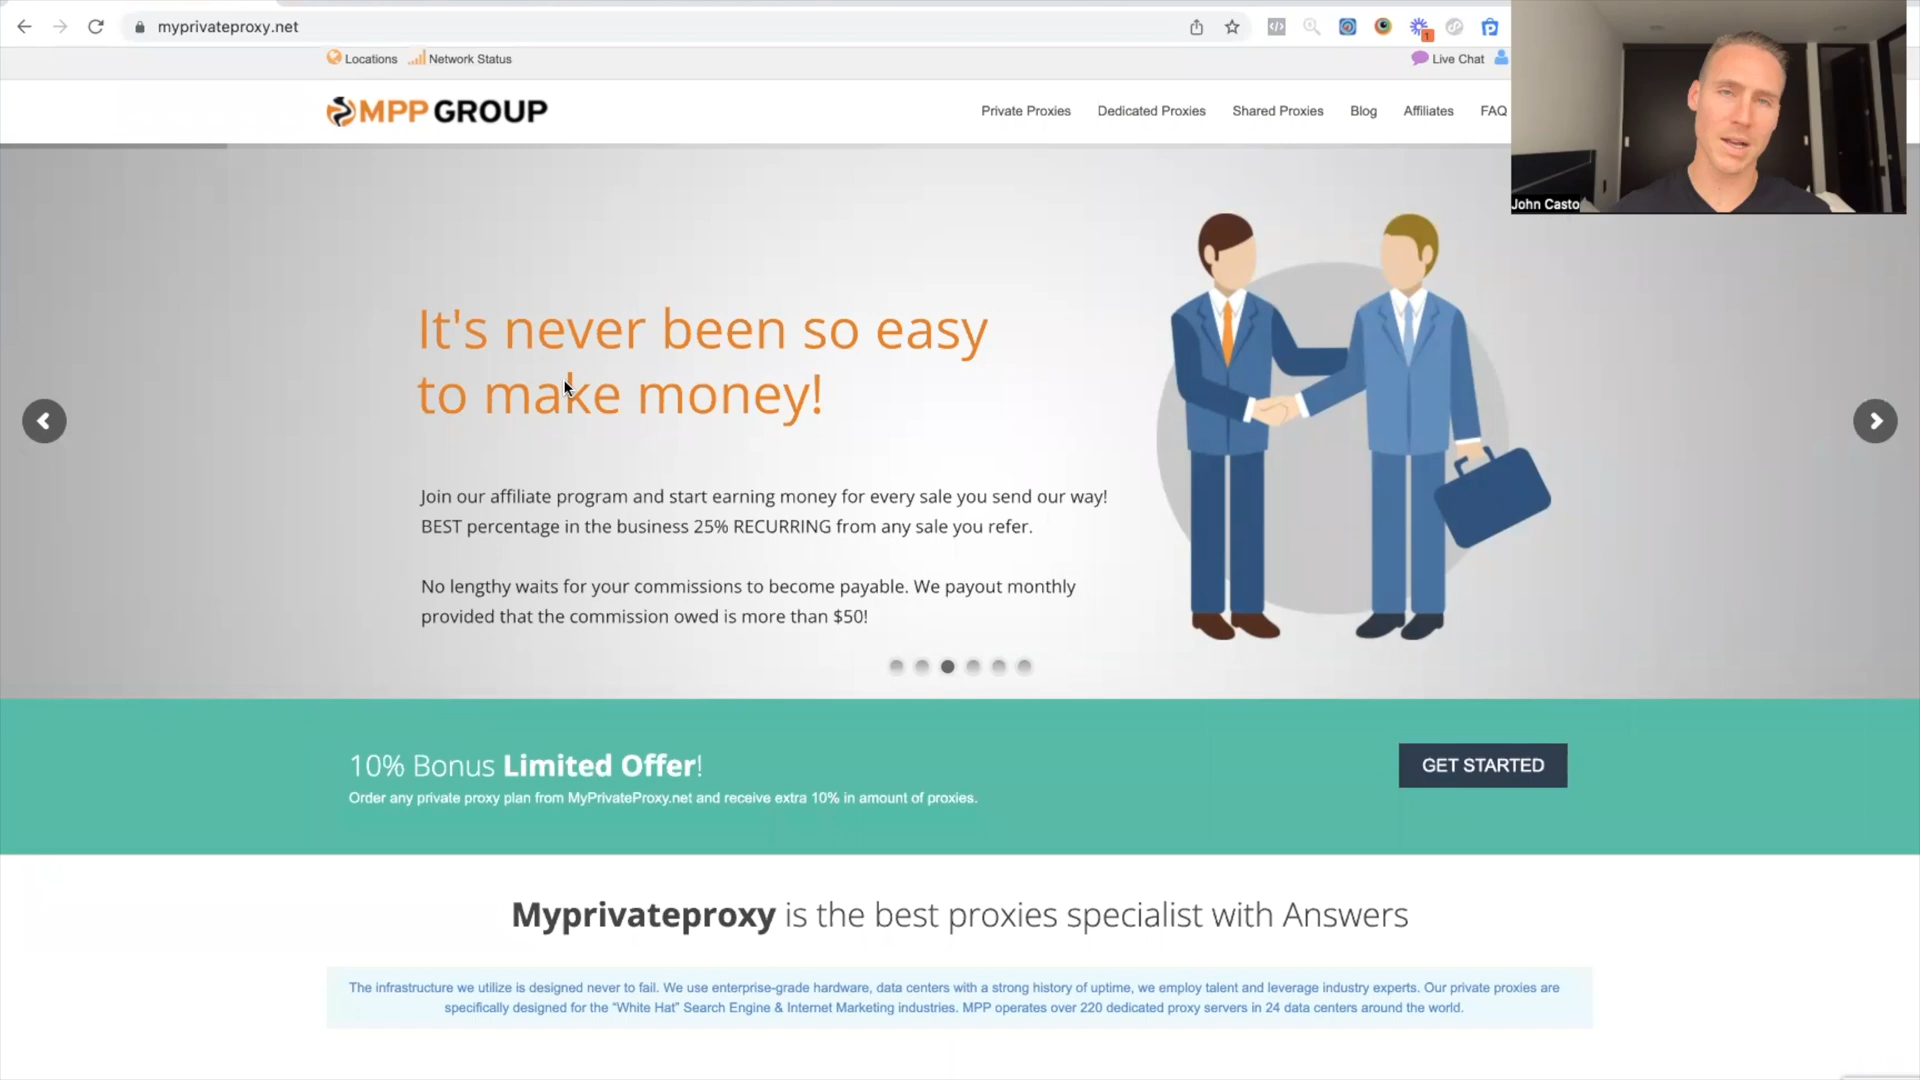 myprivateproxy.net
1
Locations Network Status
Live Chat
MPP GROUP
Private Proxies Dedicated Proxies Shared Proxies Blog Affiliates FAQ
John Casto
It's never been so easy
to make money!
Join our affiliate program and start earning money for every sale you send our way!
BEST percentage in the business 25% RECURRING from any sale you refer.
No lengthy waits for your commissions to become payable. We payout monthly
provided that the commission owed is more than $50!
10% Bonus Limited Offer!
GET STARTED
Order any private proxy plan from MyPrivateProxy.net and receive extra 10% in amount of proxies.
Myprivateproxy is the best proxies specialist with Answers
The infrastructure we utilize is designed never to fail. We use enterprise-grade hardware, data centers with a strong history of uptime, we employ talent and leverage industry experts. Our private proxies are
specifically designed for the “White Hat” Search Engine & Internet Marketing industries. MPP operates over 220 dedicated proxy servers in 24 data centers around the world.